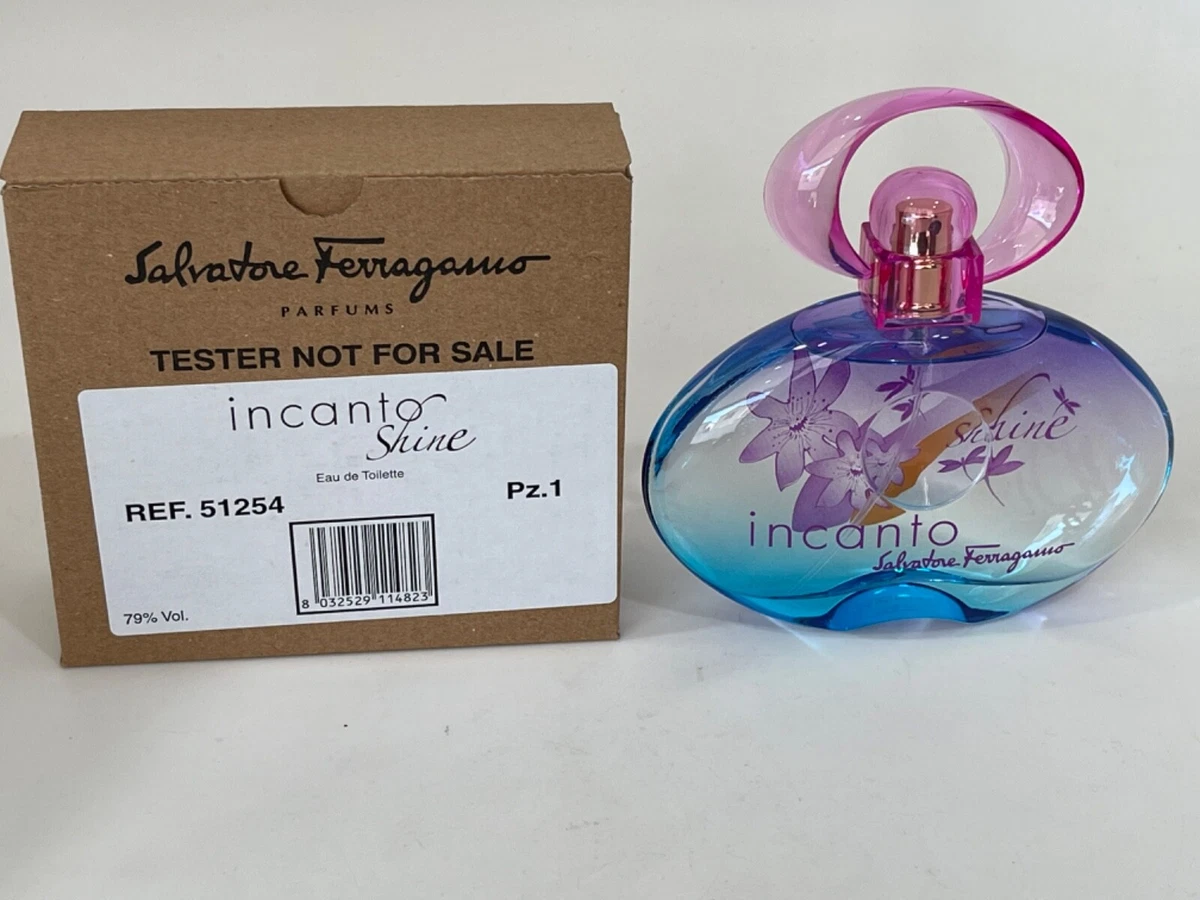 Salvatore Ferragamo
PARFUMS
TESTER NOT FOR SALE
incanto
Shine
Eau de Toilette
REF. 51254
Pz.1
8 032529 114823
79% Vol.
shine
incanto
Salvatore Ferragamo